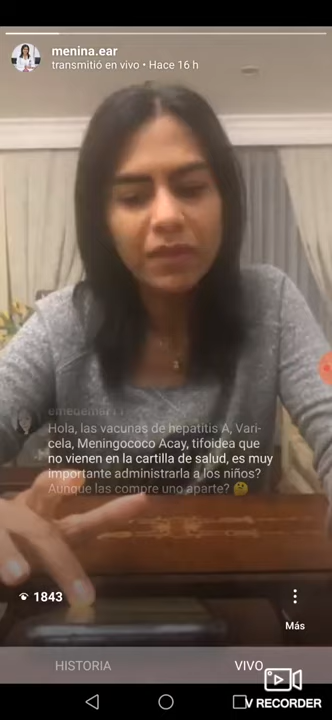 menina.ear
transmitió en vivo • Hace 16 h
emedemar11
Hola, las vacunas de hepatitis A, Vari-
cela, Meningococo Acay, tifoidea que
no vienen en la cartilla de salud, es muy
importante administrarla a los niños?
Aunque las compre uno aparte? 🤔
1843
Más
HISTORIA
VIVO
V RECORDER